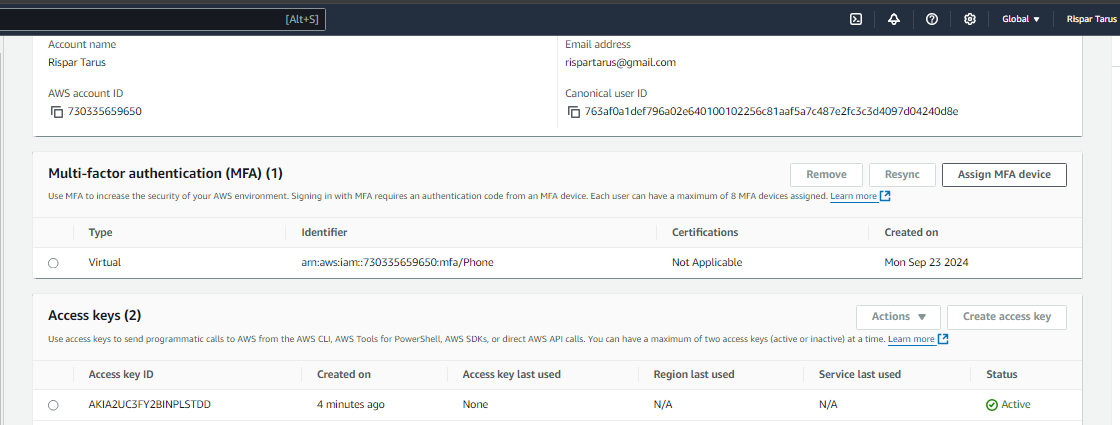 [Alt+S] Global Rispar Tarus
Account name Email address
Rispar Tarus rispartarus@gmail.com
AWS account ID Canonical user ID
730335659650 763af0a1def796a02e640100102256c81aaf5a7c487e2fc3c3d4097d04240d8e
Multi-factor authentication (MFA) (1) Remove Resync Assign MFA device
Use MFA to increase the security of your AWS environment. Signing in with MFA requires an authentication code from an MFA device. Each user can have a maximum of 8 MFA devices assigned. Learn more
Type Identifier Certifications Created on
Virtual arn:aws:iam::730335659650:mfa/Phone Not Applicable Mon Sep 23 2024
Access keys (2) Actions Create access key
Use access keys to send programmatic calls to AWS from the AWS CLI, AWS Tools for PowerShell, AWS SDKs, or direct AWS API calls. You can have a maximum of two access keys (active or inactive) at a time. Learn more
Access key ID Created on Access key last used Region last used Service last used Status
AKIA2UC3FY2BINPLSTDD 4 minutes ago None N/A N/A Active